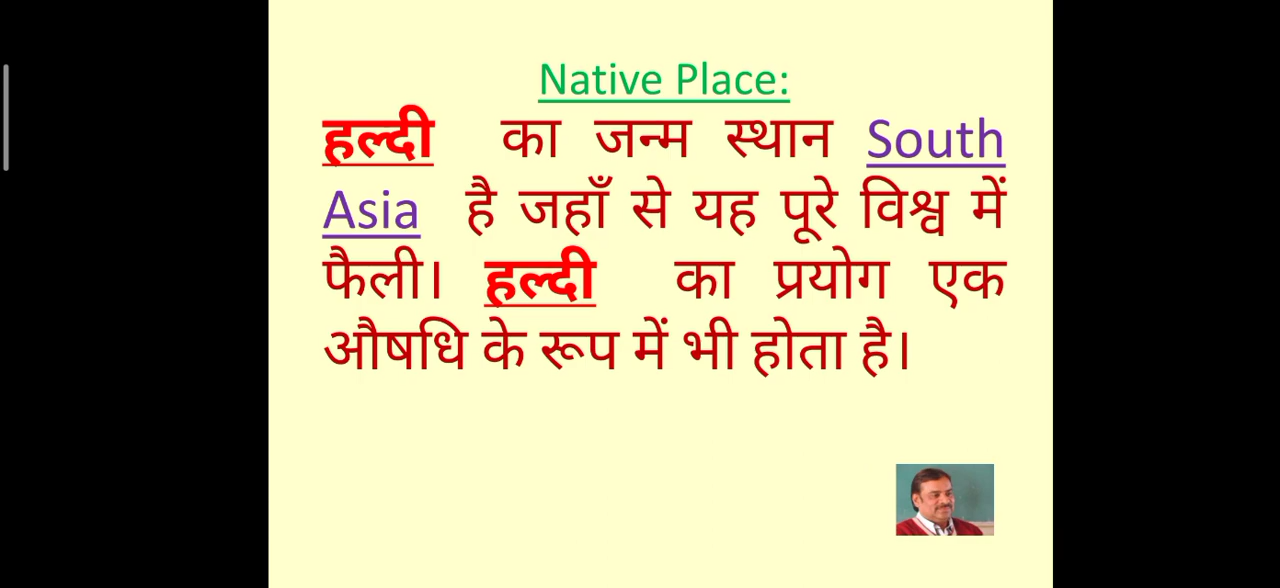 Native Place:
हल्दी का जन्म स्थान South
Asia है जहाँ से यह पूरे विश्व में
फैली। हल्दी का प्रयोग एक
औषधि के रूप में भी होता है।